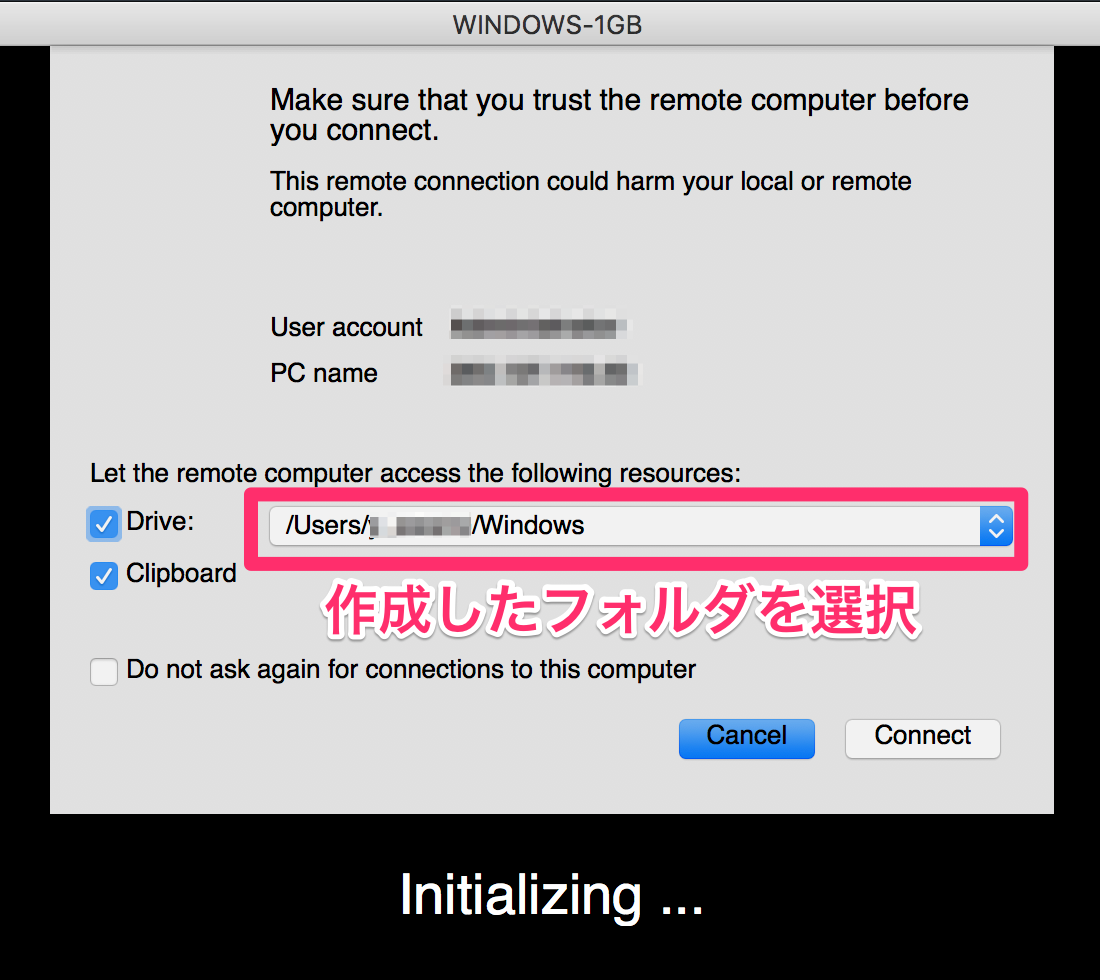 WINDOWS-1GB
Make sure that you trust the remote computer before
you connect.
This remote connection could harm your local or remote
computer.
User account
PC name
Let the remote computer access the following resources:
Drive:
/Users/ /Windows
Clipboard
作成したフォルダを選択
Do not ask again for connections to this computer
Cancel
Connect
Initializing ...